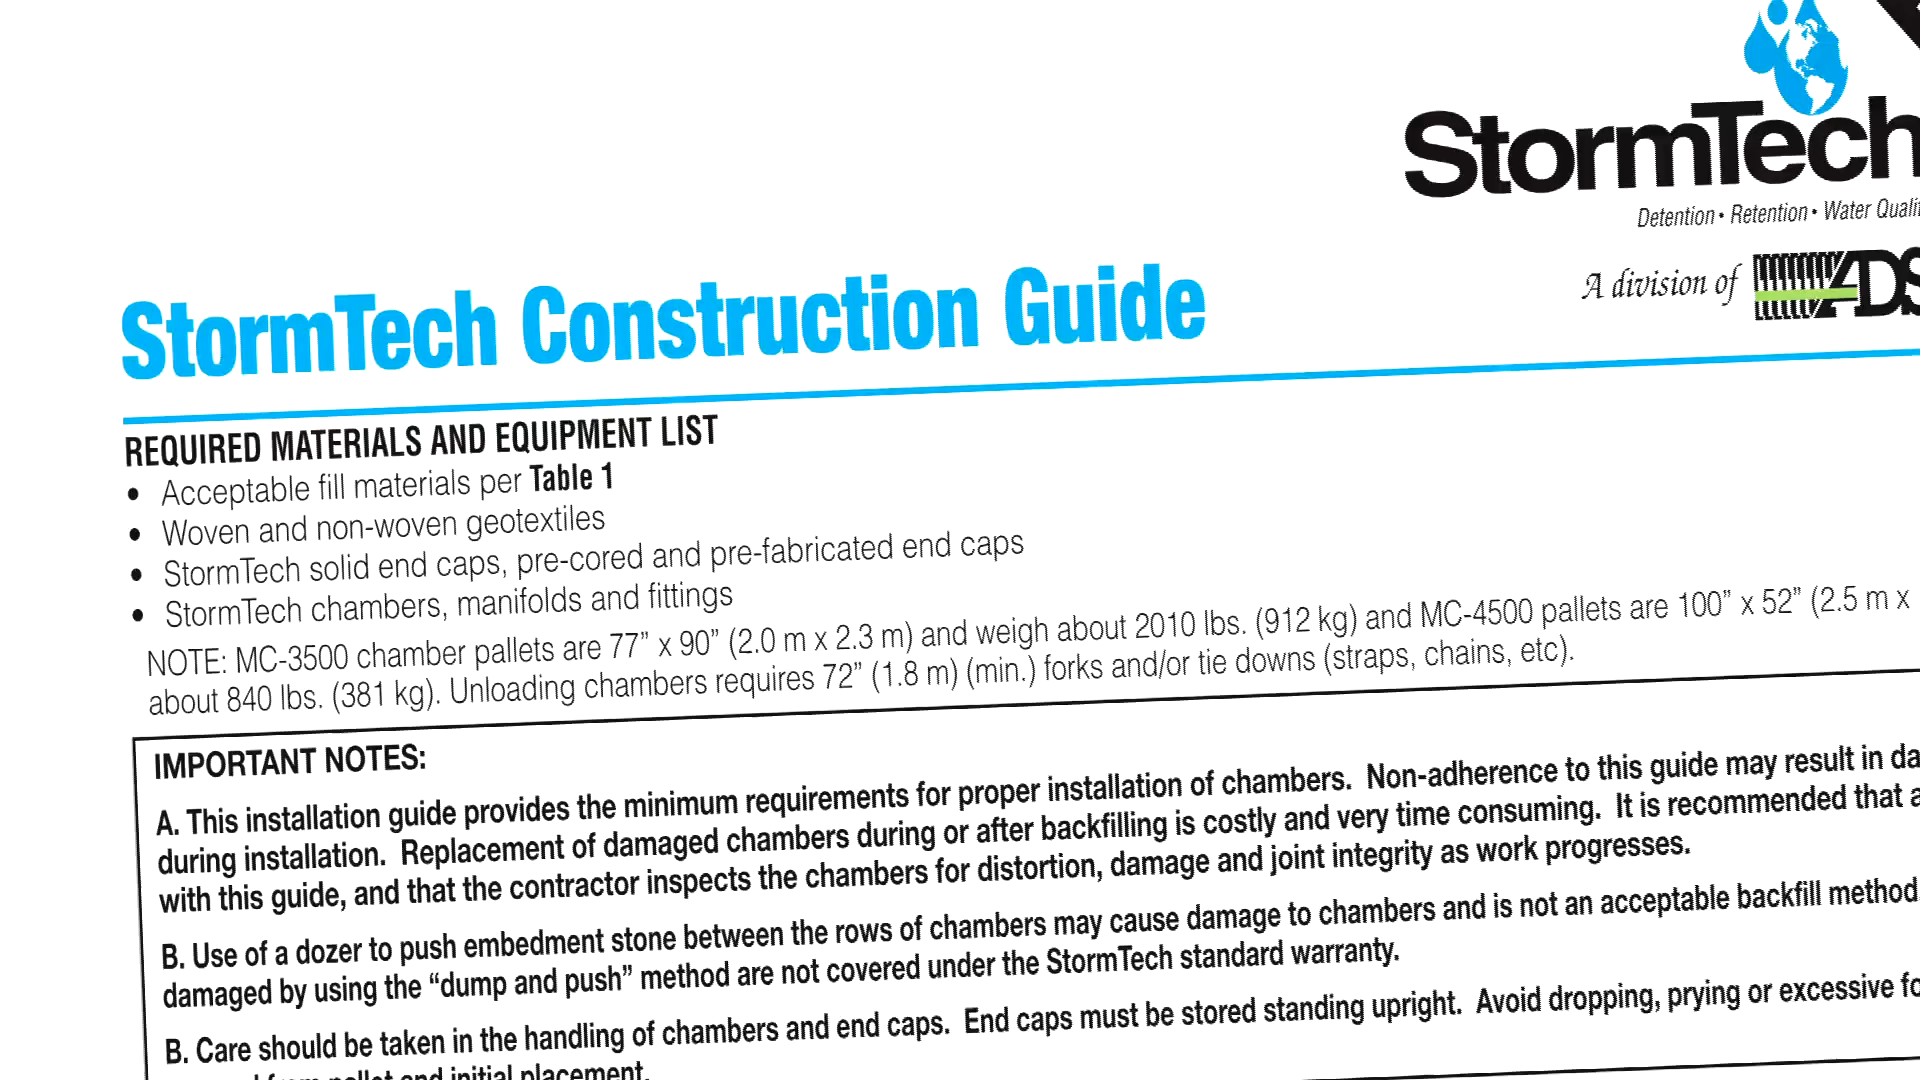 StormTech
Detention • Retention • Water
A division of ADS
StormTech Construction Guide
REQUIRED MATERIALS AND EQUIPMENT LIST
• Acceptable fill materials per Table 1
• Woven and non-woven geotextiles
• StormTech solid end caps, pre-cored and pre-fabricated end caps
• StormTech chambers, manifolds and fittings
NOTE: MC-3500 chamber pallets are 77” x 90” (2.0 m x 2.3 m) and weigh about 2010 lbs. (912 kg) and MC-4500 pallets are 100” x 52” (2.5 m x
about 840 lbs. (381 kg). Unloading chambers requires 72” (1.8 m) (min.) forks and/or tie downs (straps, chains, etc).
IMPORTANT NOTES:
A. This installation guide provides the minimum requirements for proper installation of chambers. Non-adherence to this guide may result in
during installation. Replacement of damaged chambers during or after backfilling is costly and very time consuming. It is recommended that
with this guide, and that the contractor inspects the chambers for distortion, damage and joint integrity as work progresses.
B. Use of a dozer to push embedment stone between the rows of chambers may cause damage to chambers and is not an acceptable backfill method
damaged by using the “dump and push” method are not covered under the StormTech standard warranty.
B. Care should be taken in the handling of chambers and end caps. End caps must be stored standing upright. Avoid dropping, prying or excessive
from pallet and initial placement.